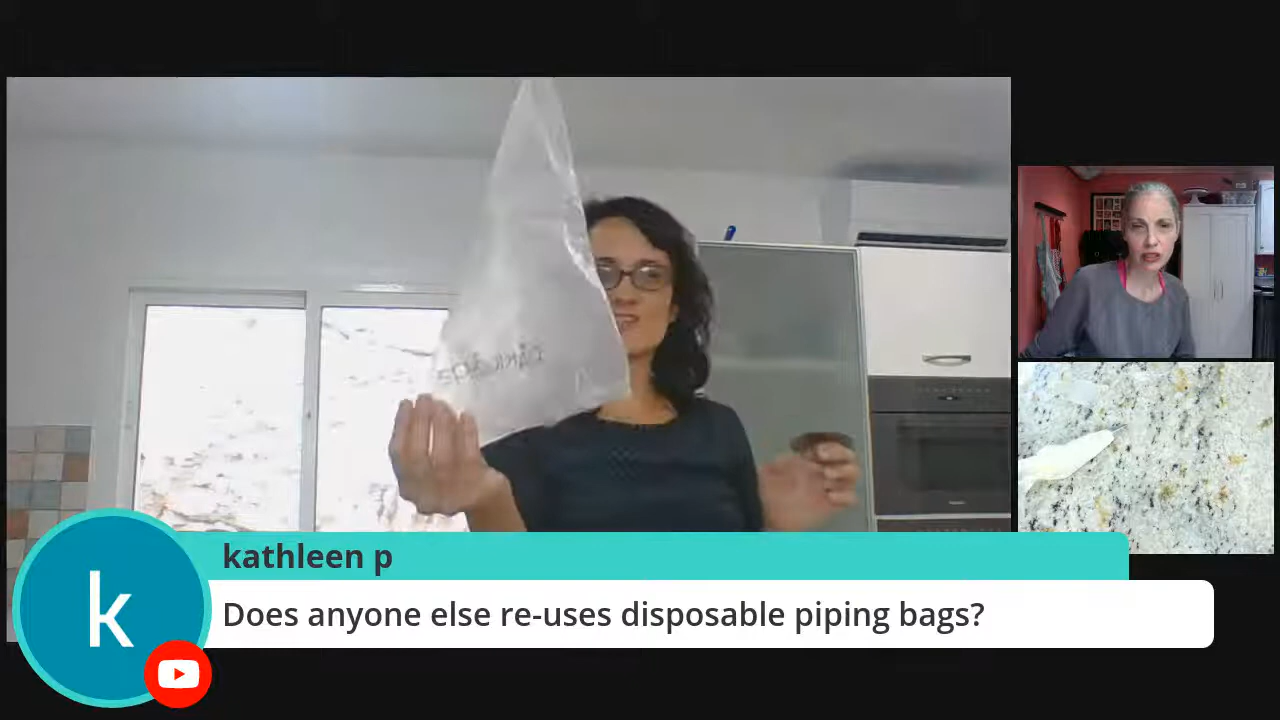 kathleen p
k
Does anyone else re-uses disposable piping bags?